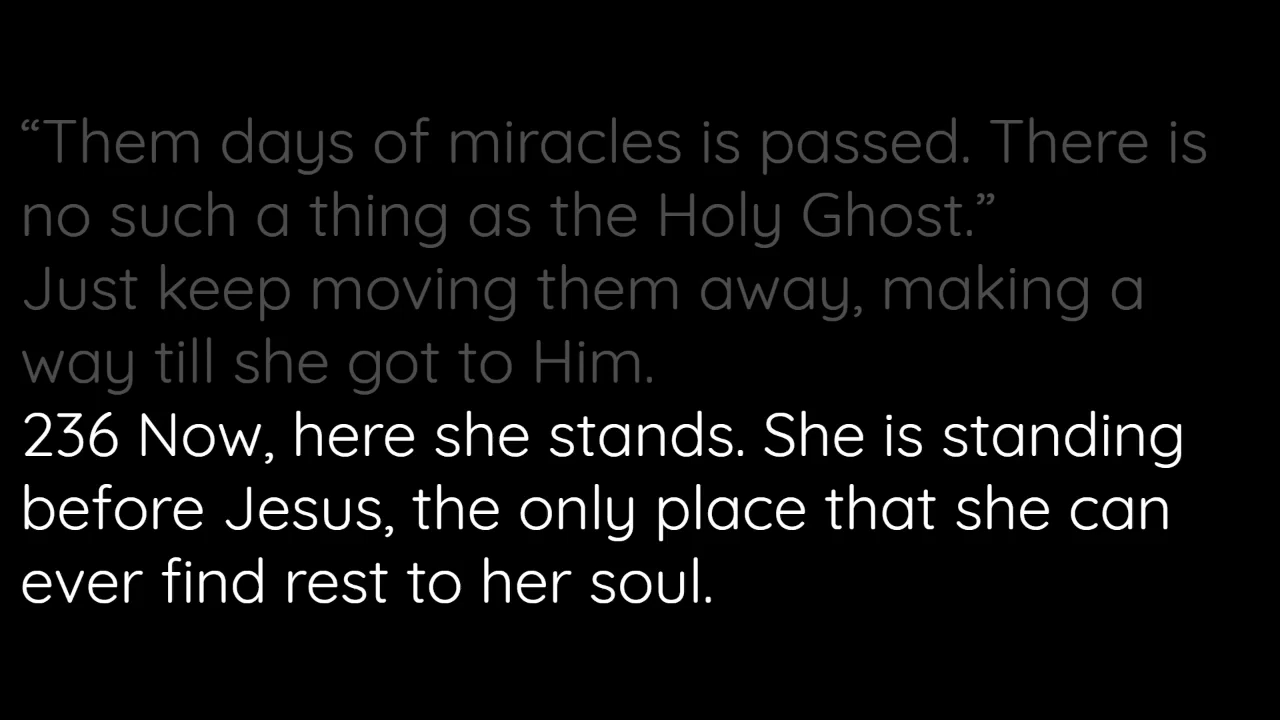 “Them days of miracles is passed. There is
no such a thing as the Holy Ghost.”
Just keep moving them away, making a
way till she got to Him.
236 Now, here she stands. She is standing
before Jesus, the only place that she can
ever find rest to her soul.